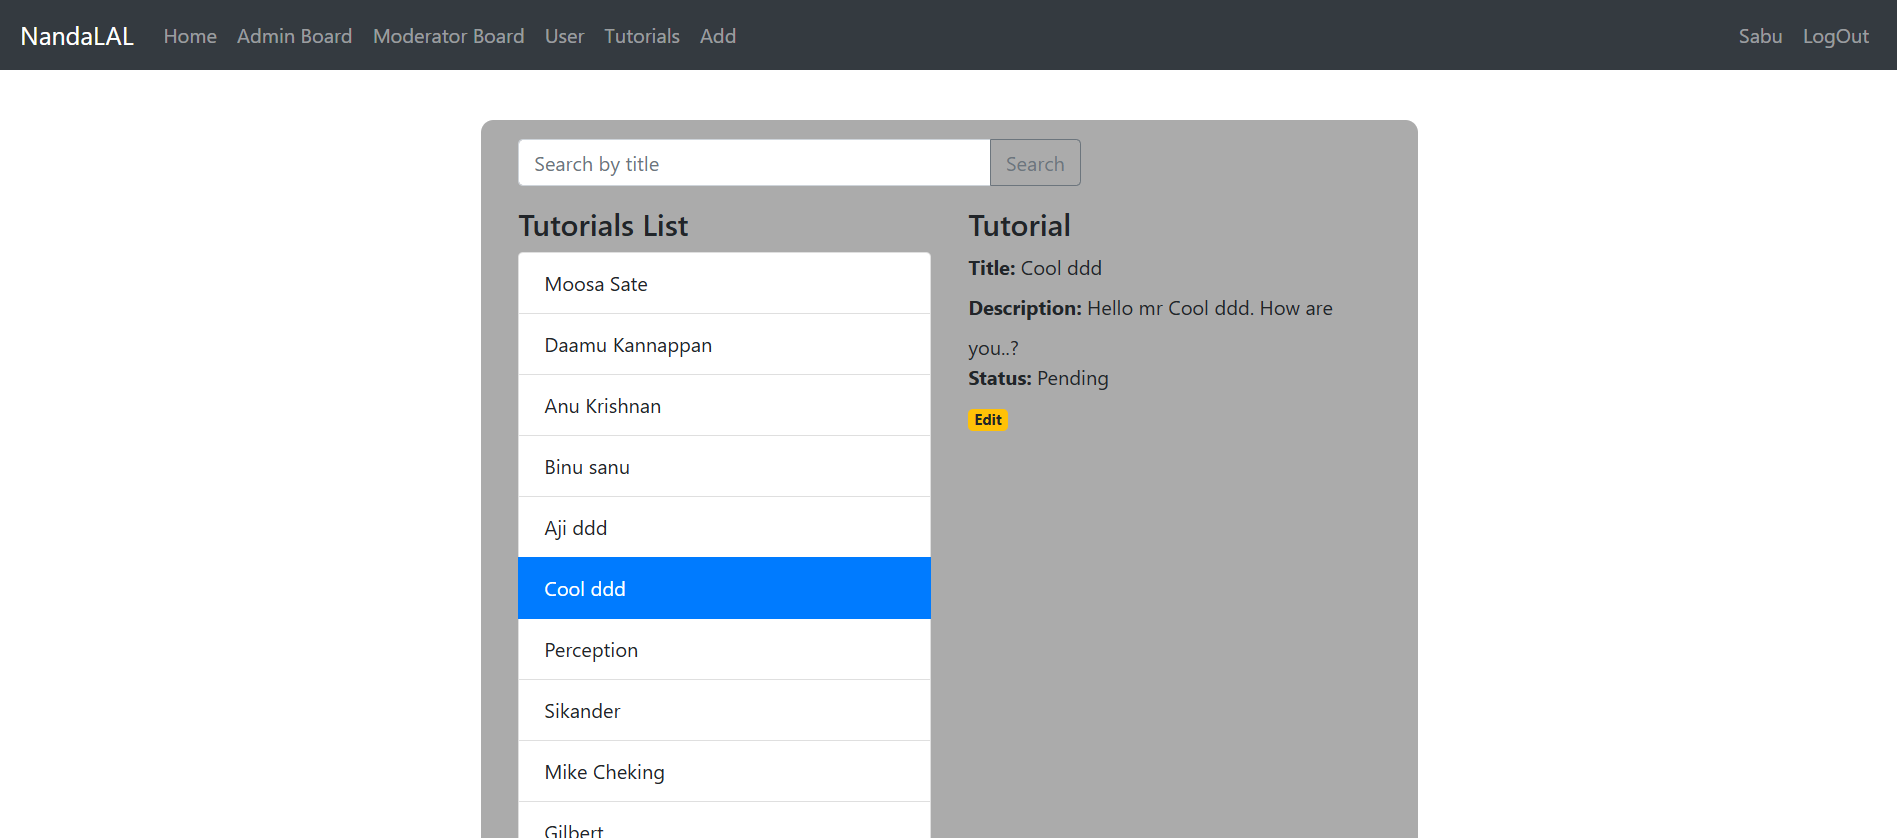 NandaLAL Home Admin Board Moderator Board User Tutorials Add Sabu LogOut
Search by title Search
Tutorials List
Moosa Sate
Daamu Kannappan
Anu Krishnan
Binu sanu
Aji ddd
Cool ddd
Perception
Sikander
Mike Cheking
Gilbert
Tutorial
Title: Cool ddd
Description: Hello mr Cool ddd. How are
you..?
Status: Pending
Edit